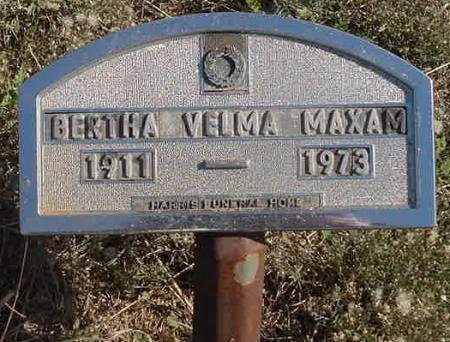 BERTHA VELMA MAXAM
1911 — 1973
HARRIS FUNERAL HOME